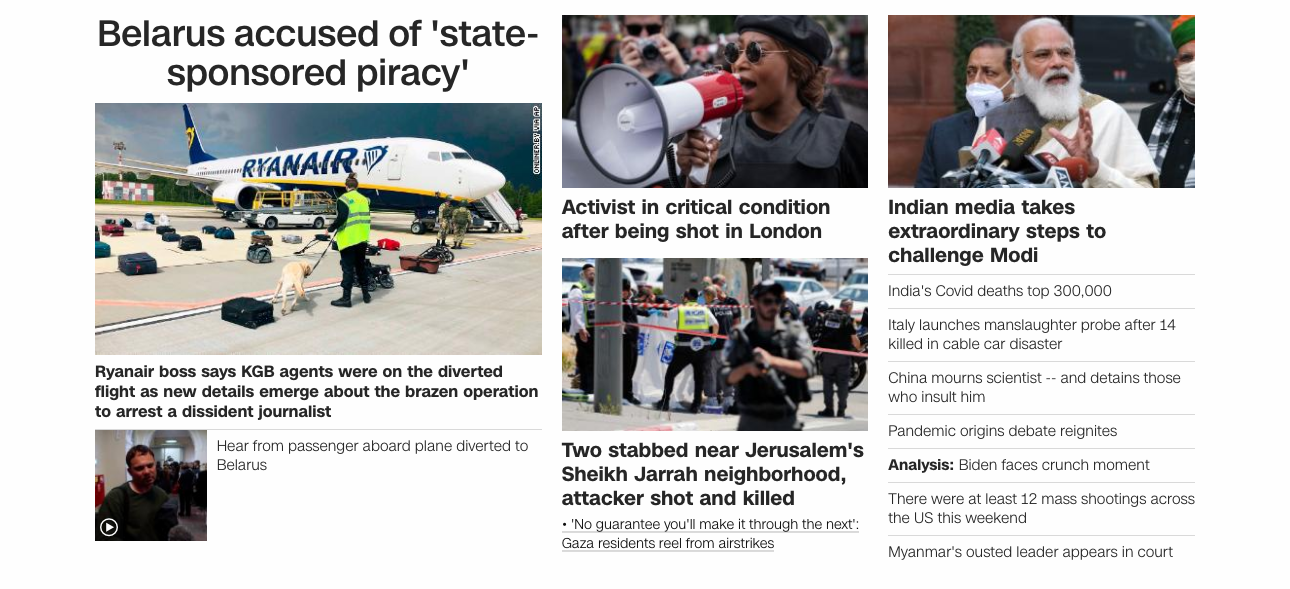 Belarus accused of 'state-
sponsored piracy'
RYANAIR
ONLINER.BY VIA AP
Ryanair boss says KGB agents were on the diverted
flight as new details emerge about the brazen operation
to arrest a dissident journalist
Hear from passenger aboard plane diverted to
Belarus
Activist in critical condition
after being shot in London
Two stabbed near Jerusalem's
Sheikh Jarrah neighborhood,
attacker shot and killed
• 'No guarantee you'll make it through the next':
Gaza residents reel from airstrikes
Indian media takes
extraordinary steps to
challenge Modi
India's Covid deaths top 300,000
Italy launches manslaughter probe after 14
killed in cable car disaster
China mourns scientist -- and detains those
who insult him
Pandemic origins debate reignites
Analysis: Biden faces crunch moment
There were at least 12 mass shootings across
the US this weekend
Myanmar's ousted leader appears in court